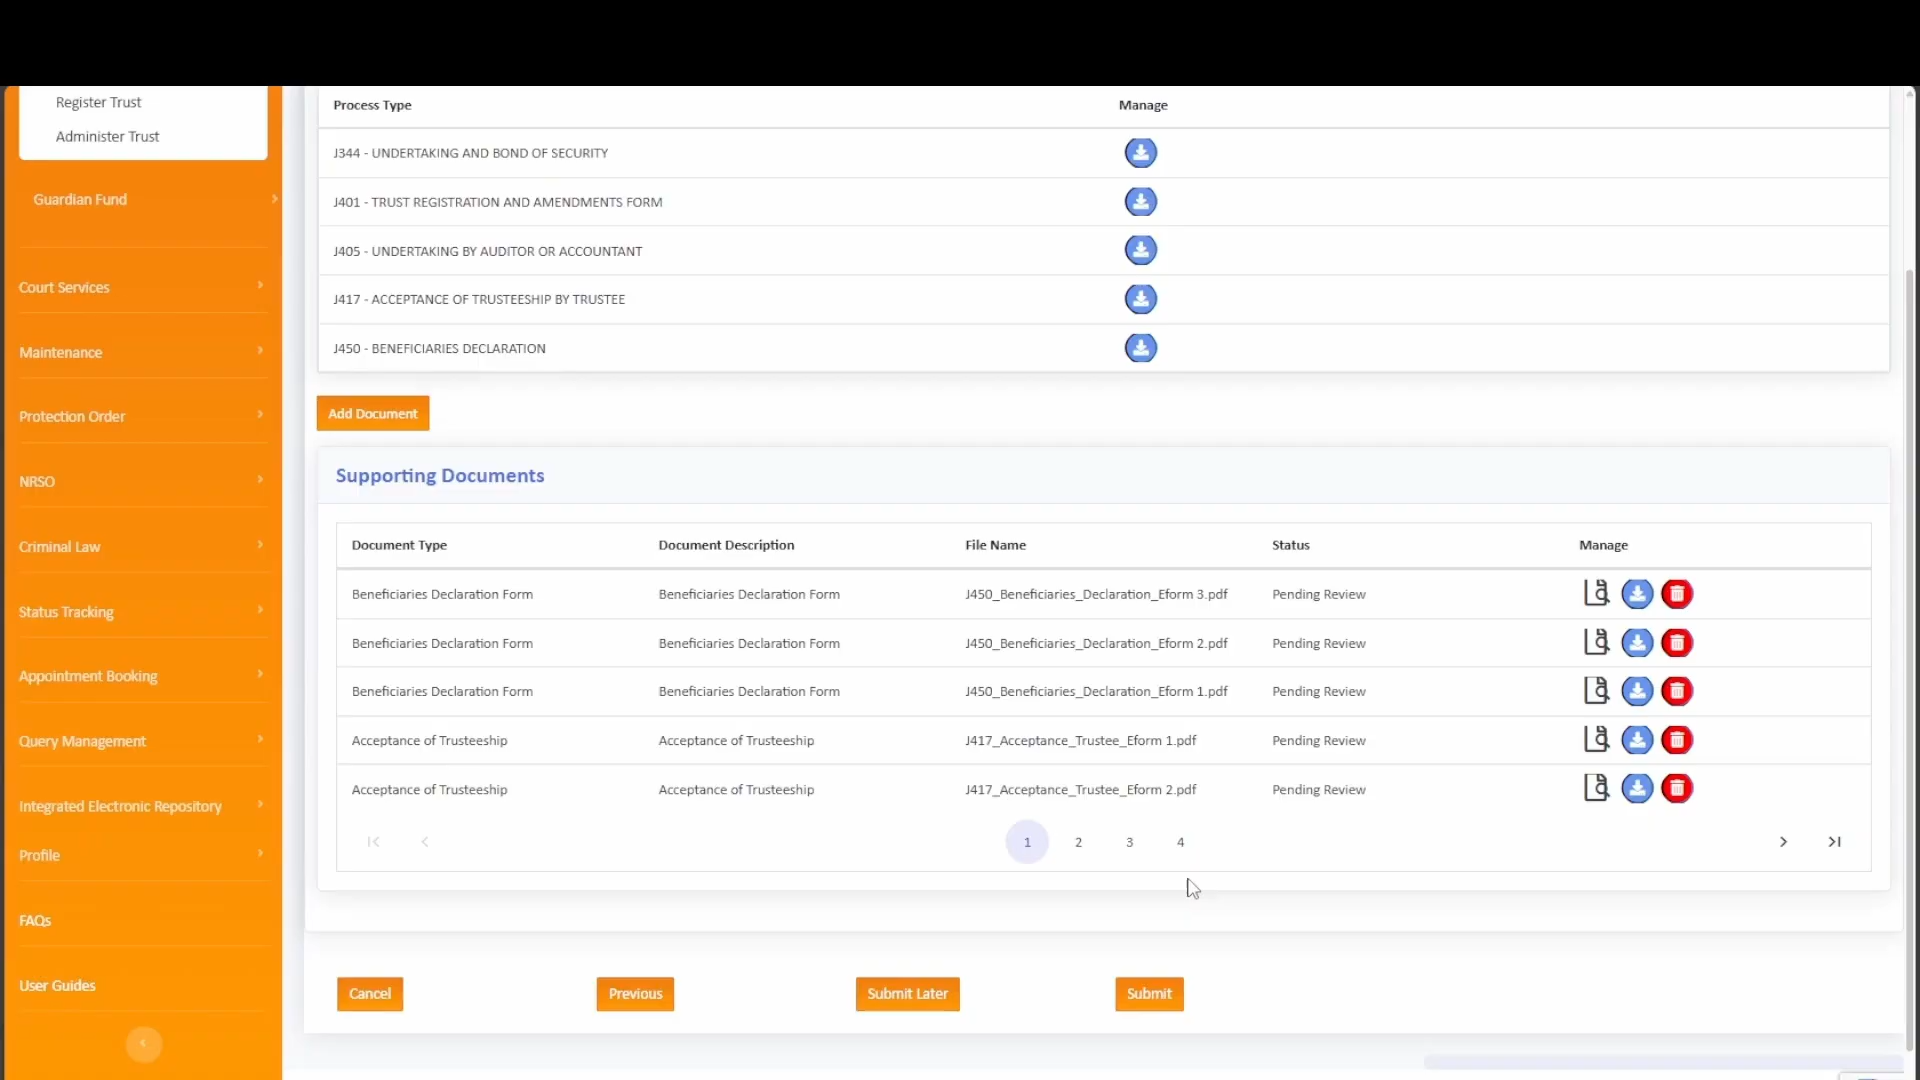 Register Trust
Administer Trust
Guardian Fund
Court Services
Maintenance
Protection Order
NRSO
Criminal Law
Status Tracking
Appointment Booking
Query Management
Integrated Electronic Repository
Profile
FAQs
User Guides
Process Type Manage
J344 - UNDERTAKING AND BOND OF SECURITY
J401 - TRUST REGISTRATION AND AMENDMENTS FORM
J405 - UNDERTAKING BY AUDITOR OR ACCOUNTANT
J417 - ACCEPTANCE OF TRUSTEESHIP BY TRUSTEE
J450 - BENEFICIARIES DECLARATION
Add Document
Supporting Documents
Document Type Document Description File Name Status Manage
Beneficiaries Declaration Form Beneficiaries Declaration Form J450_Beneficiaries_Declaration_Eform 3.pdf Pending Review
Beneficiaries Declaration Form Beneficiaries Declaration Form J450_Beneficiaries_Declaration_Eform 2.pdf Pending Review
Beneficiaries Declaration Form Beneficiaries Declaration Form J450_Beneficiaries_Declaration_Eform 1.pdf Pending Review
Acceptance of Trusteeship Acceptance of Trusteeship J417_Acceptance_Trustee_Eform 1.pdf Pending Review
Acceptance of Trusteeship Acceptance of Trusteeship J417_Acceptance_Trustee_Eform 2.pdf Pending Review
1 2 3 4
Cancel Previous Submit Later Submit